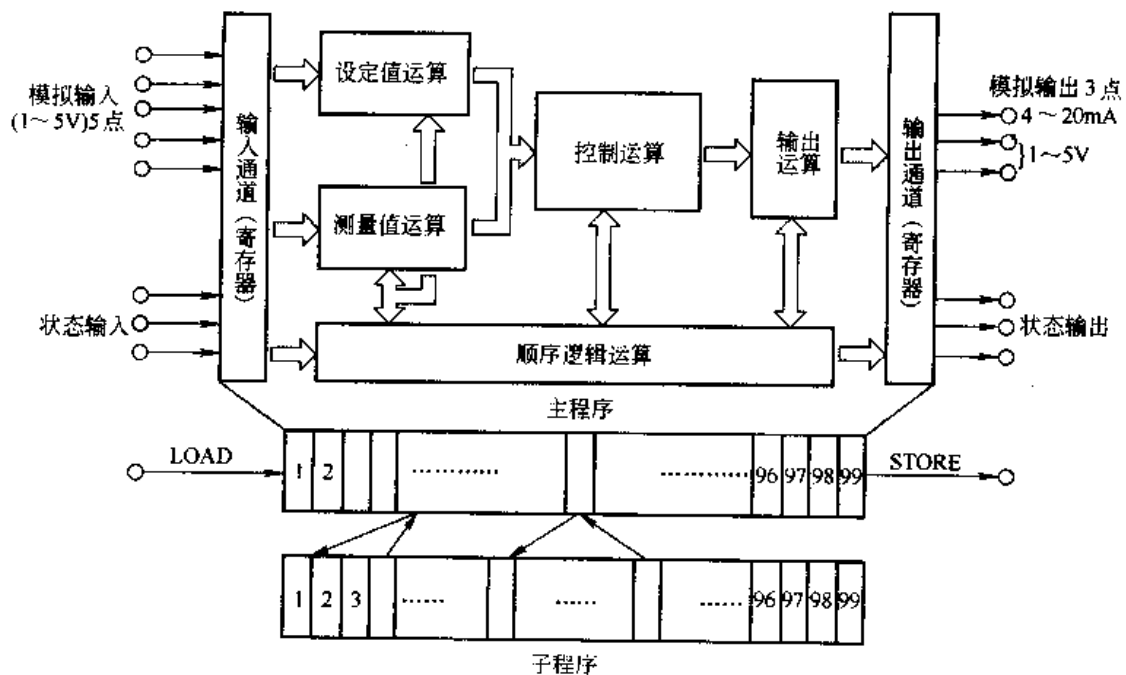 模拟输入
(1～5V)5点
状态输入
输入通道(寄存器)
设定值运算
测量值运算
控制运算
输出
运算
顺序逻辑运算
输出通道(寄存器)
模拟输出3点
4～20mA
1～5V
状态输出
主程序
LOAD
1 2 ……… ……… 96 97 98 99
STORE
1 2 3 …… …… …… 96 97 98 99
子程序